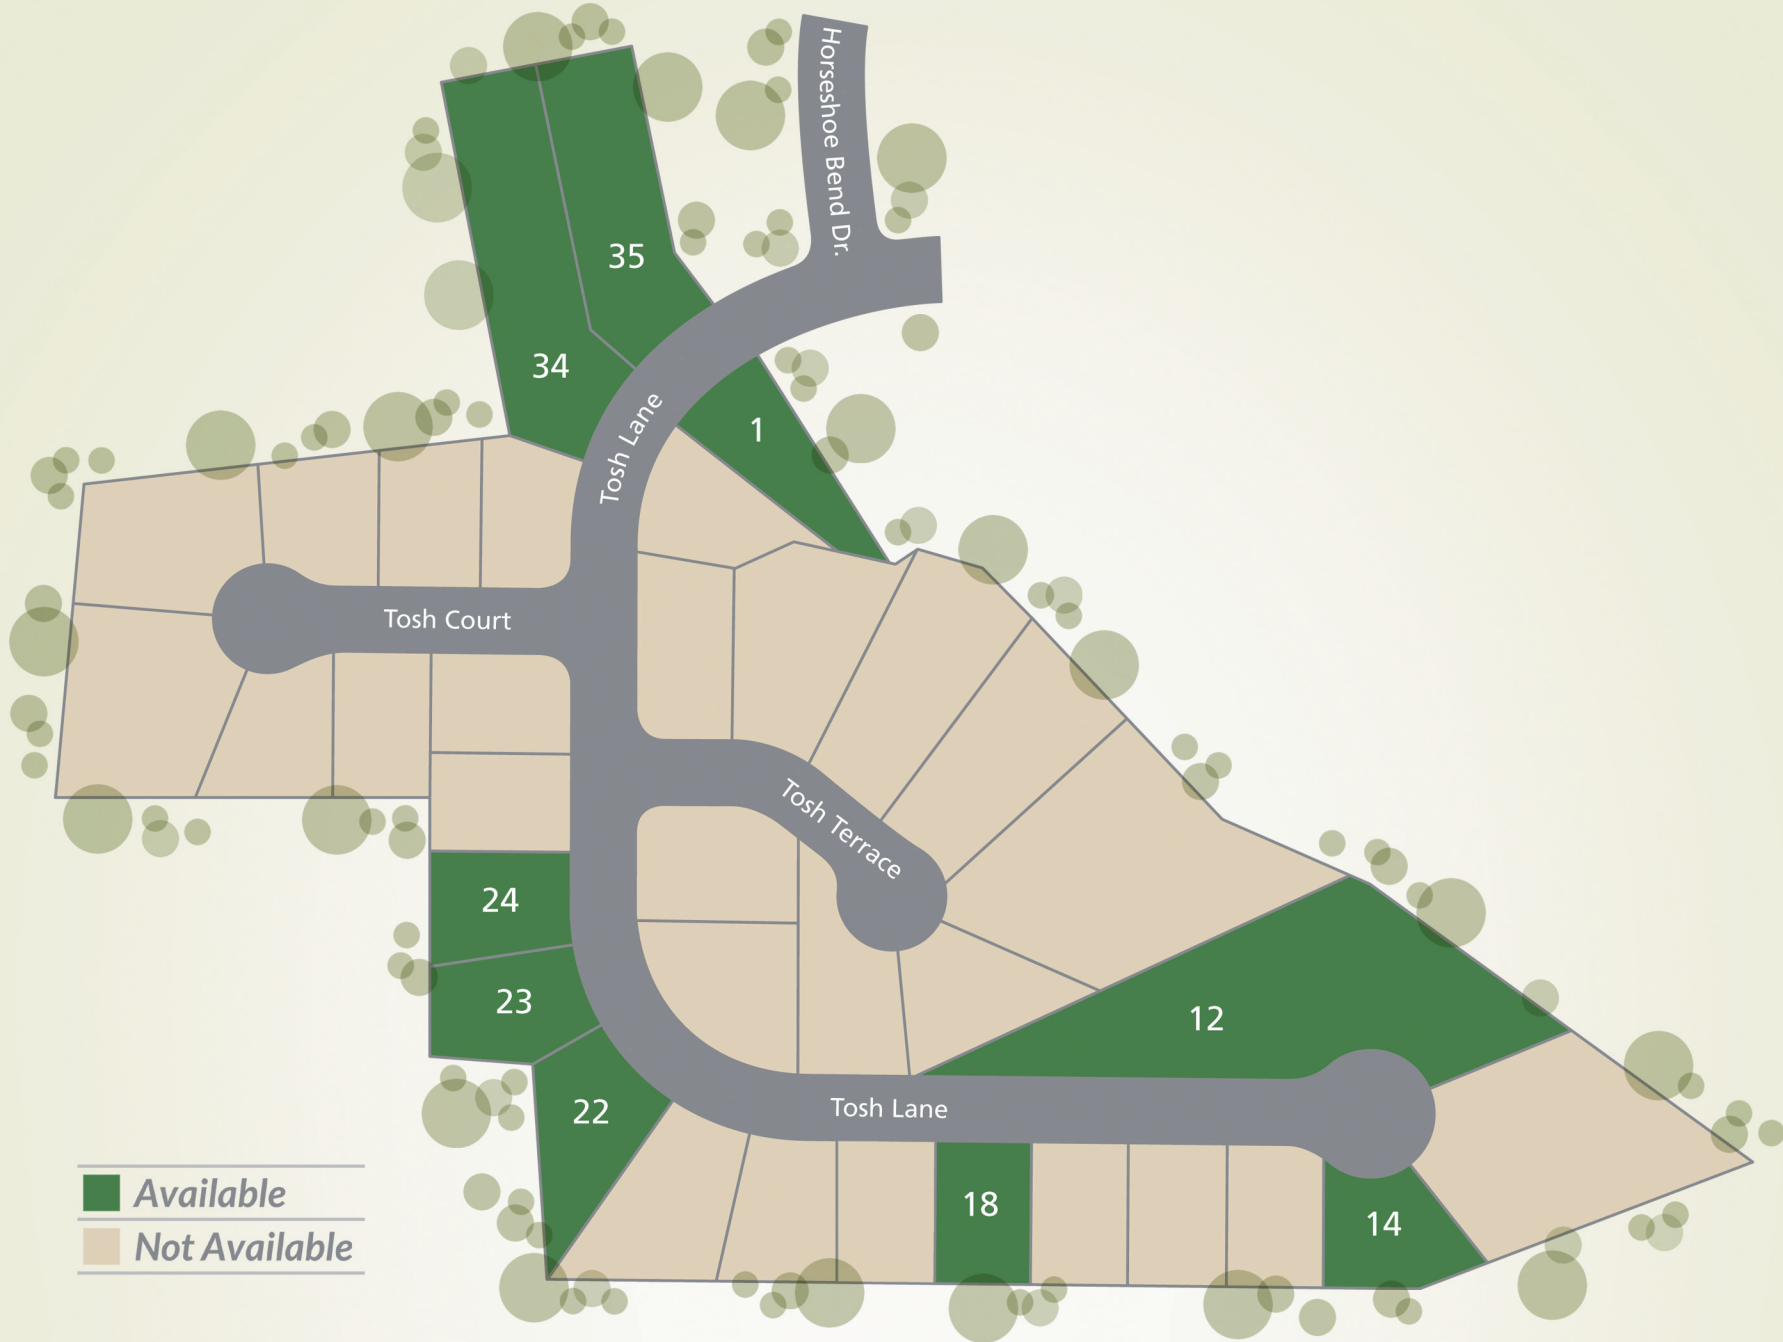 Horseshoe Bend Dr.
35
34
1
Tosh Lane
Tosh Court
Tosh Terrace
24
23
12
22
Tosh Lane
18
14
Available
Not Available